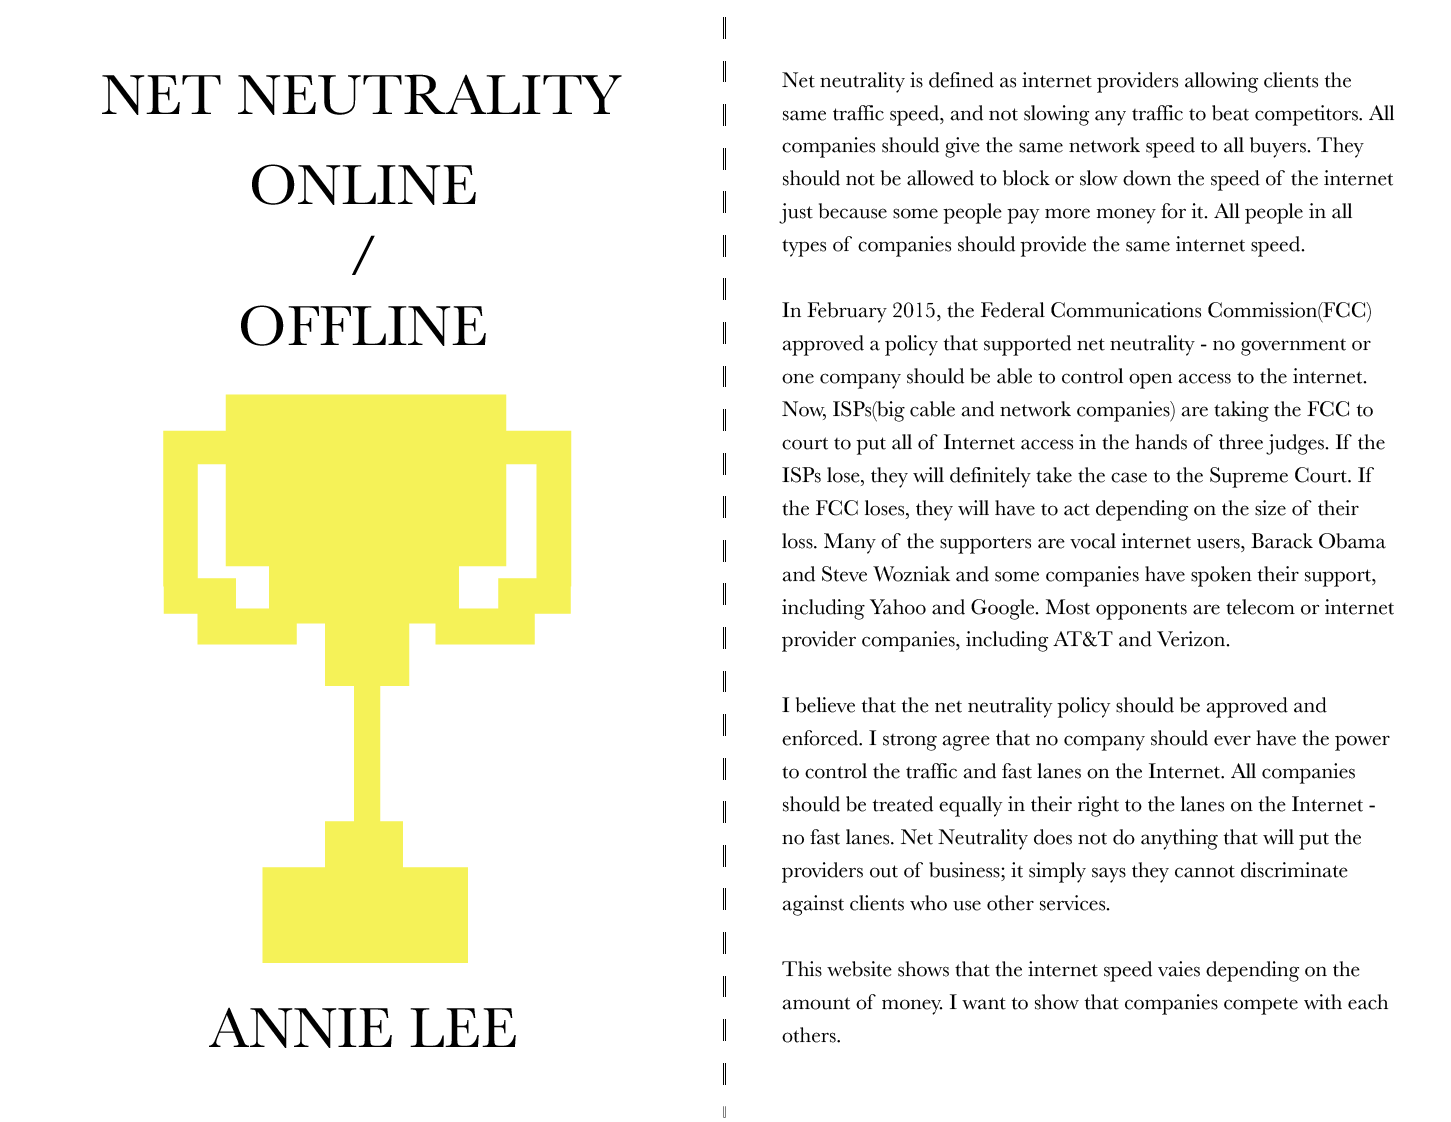 NET NEUTRALITY
ONLINE
/
OFFLINE
ANNIE LEE
Net neutrality is defined as internet providers allowing clients the
same traffic speed, and not slowing any traffic to beat competitors. All
companies should give the same network speed to all buyers. They
should not be allowed to block or slow down the speed of the internet
just because some people pay more money for it. All people in all
types of companies should provide the same internet speed.
In February 2015, the Federal Communications Commission(FCC)
approved a policy that supported net neutrality - no government or
one company should be able to control open access to the internet.
Now, ISPs(big cable and network companies) are taking the FCC to
court to put all of Internet access in the hands of three judges. If the
ISPs lose, they will definitely take the case to the Supreme Court. If
the FCC loses, they will have to act depending on the size of their
loss. Many of the supporters are vocal internet users, Barack Obama
and Steve Wozniak and some companies have spoken their support,
including Yahoo and Google. Most opponents are telecom or internet
provider companies, including AT&T and Verizon.
I believe that the net neutrality policy should be approved and
enforced. I strong agree that no company should ever have the power
to control the traffic and fast lanes on the Internet. All companies
should be treated equally in their right to the lanes on the Internet -
no fast lanes. Net Neutrality does not do anything that will put the
providers out of business; it simply says they cannot discriminate
against clients who use other services.
This website shows that the internet speed vaies depending on the
amount of money. I want to show that companies compete with each
others.